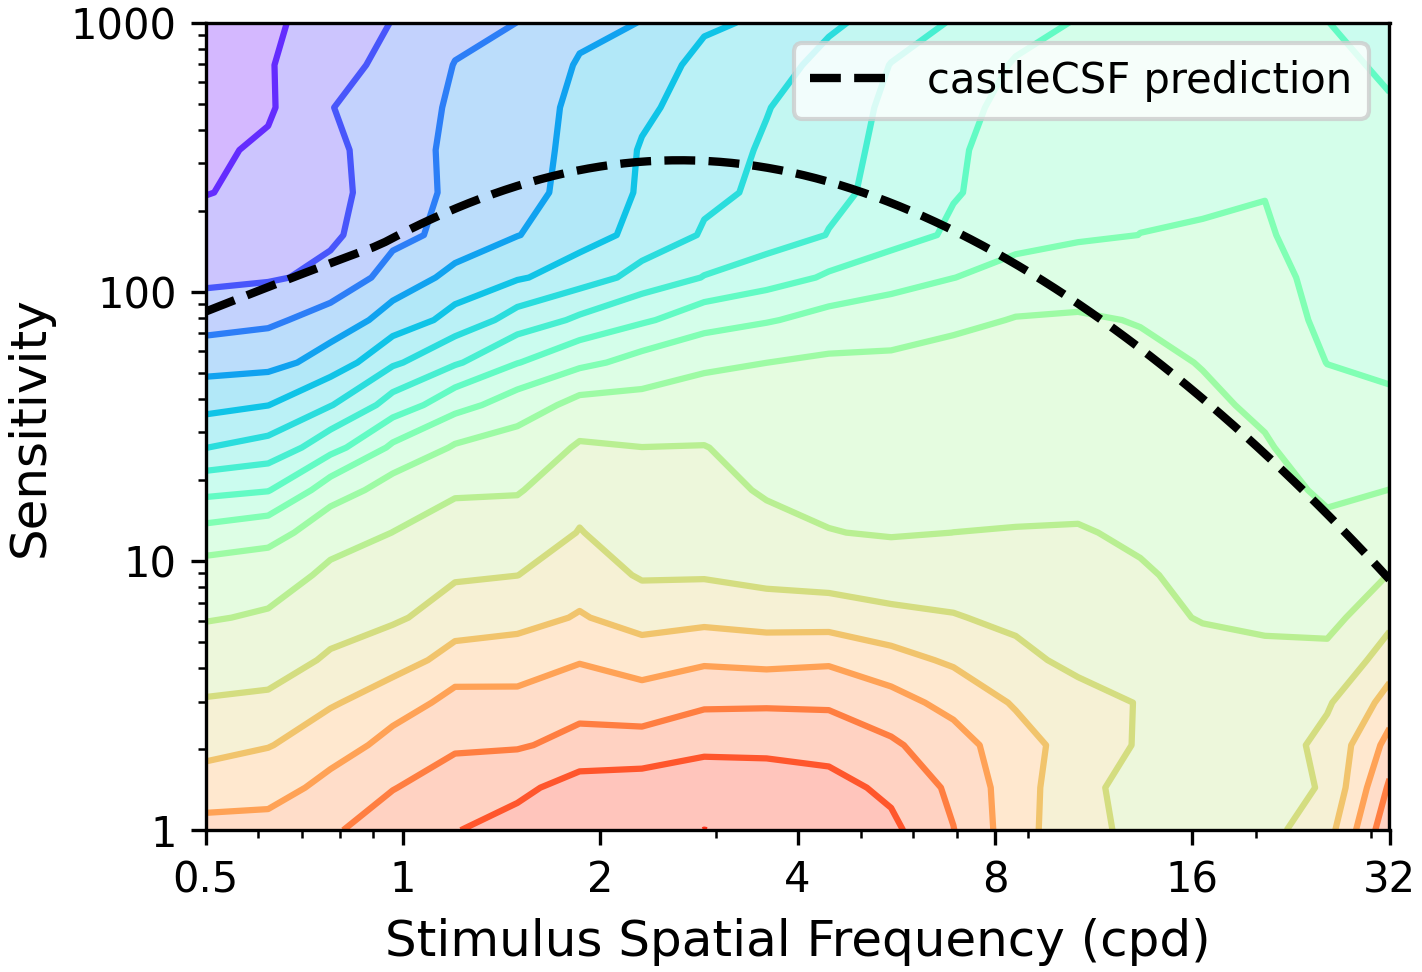 1000
100
10
1
Sensitivity
castleCSF prediction
0.5 1 2 4 8 16 32
Stimulus Spatial Frequency (cpd)